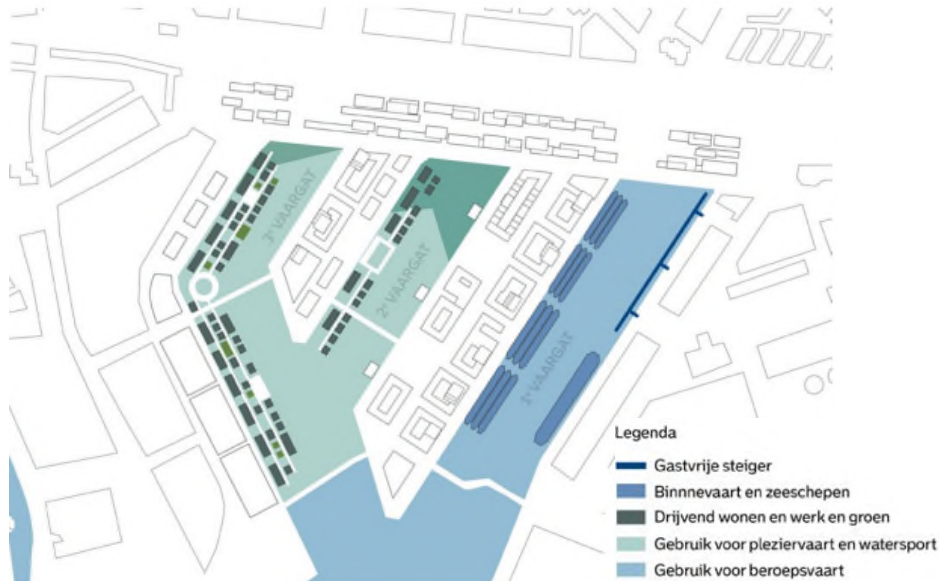 3e VAARGAT
2e VAARGAT
1e VAARGAT
Legenda
Gastvrije steiger
Binnnevaart en zeeschepen
Drijvend wonen en werk en groen
Gebruik voor pleziervaart en watersport
Gebruik voor beroepsvaart